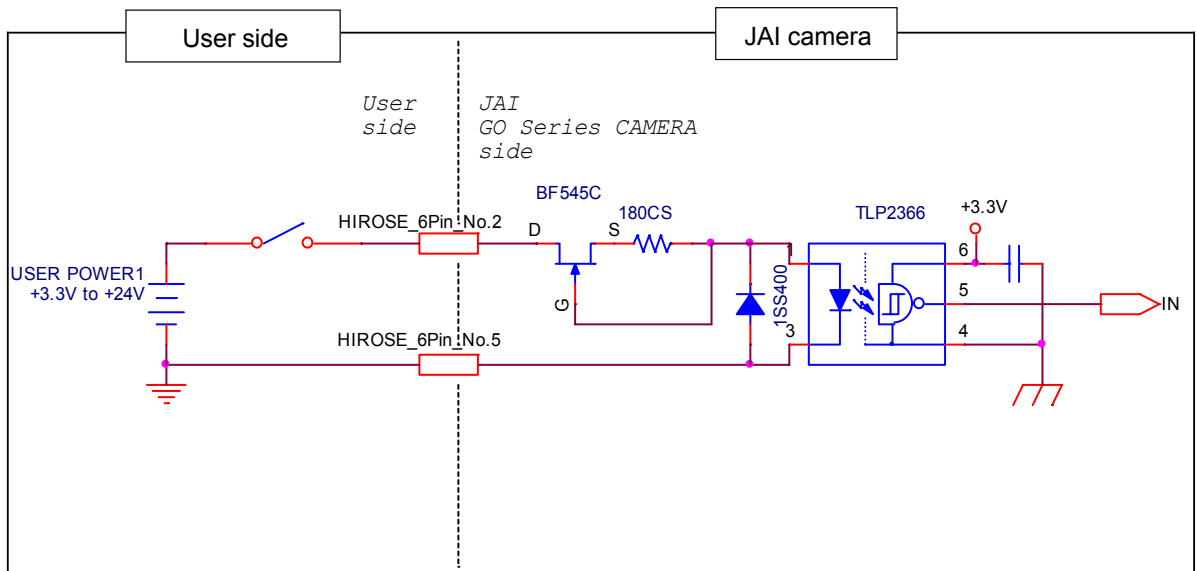 User side
JAI camera
User
side
JAI
GO Series CAMERA
side
BF545C
180CS
TLP2366
+3.3V
HIROSE_6Pin_No.2
D
S
G
1
6
USER POWER1
+3.3V to +24V
1SS400
5
IN
3
4
HIROSE_6Pin_No.5